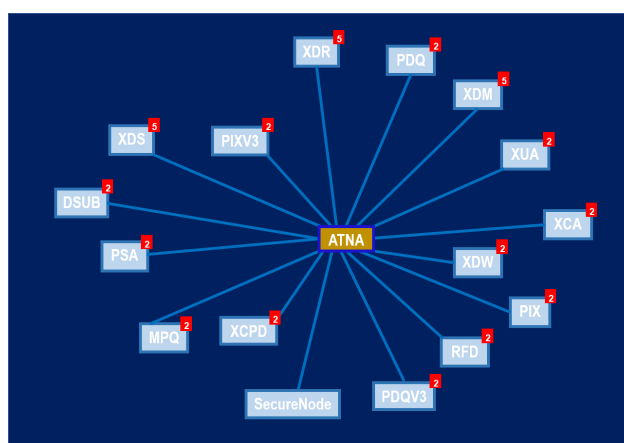 XDR 5
PDQ 2
XDM 5
XDS 5
PIXV3 2
XUA 2
DSUB 2
XCA 2
ATNA
PSA 2
XDW 2
PIX 2
MPQ 2
XCPD 2
RFD 2
PDQV3 2
SecureNode